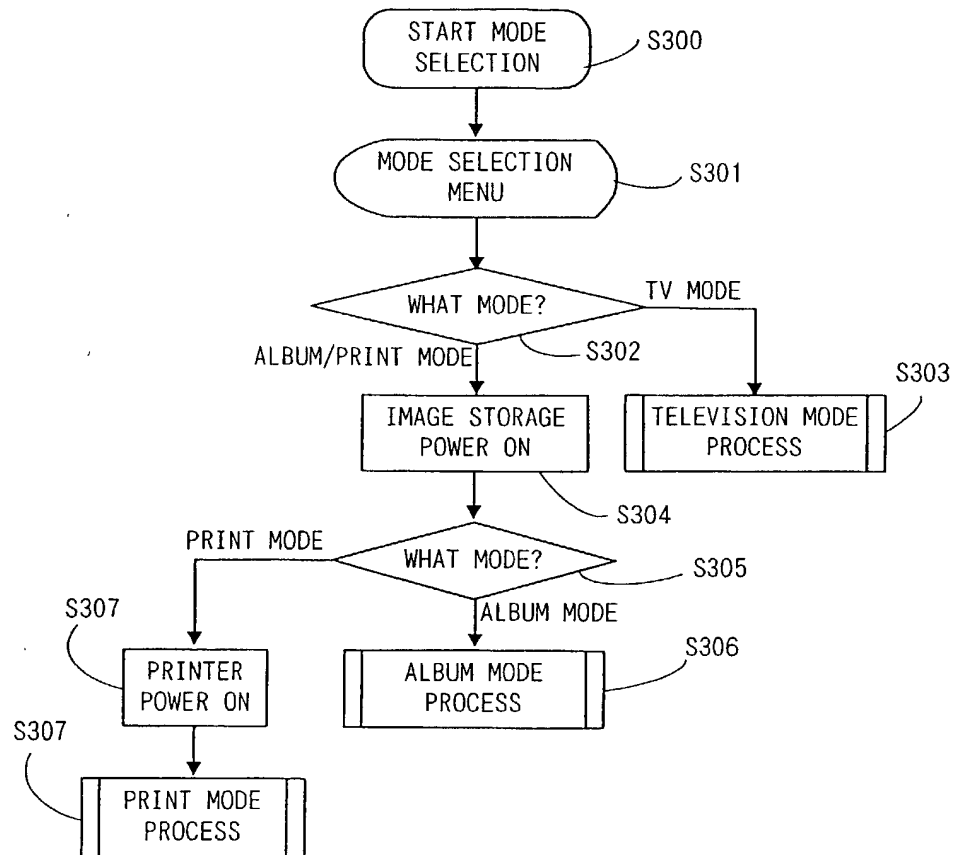 START MODE
SELECTION
S300
MODE SELECTION
MENU
S301
WHAT MODE?
TV MODE
S302
ALBUM/PRINT MODE
S303
IMAGE STORAGE
POWER ON
TELEVISION MODE
PROCESS
S304
PRINT MODE
WHAT MODE?
S305
ALBUM MODE
S307
PRINTER
POWER ON
ALBUM MODE
PROCESS
S306
S307
PRINT MODE
PROCESS